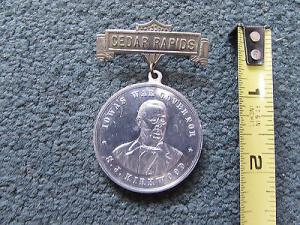 CEDAR RAPIDS
IOWA'S WAR GOVERNOR
S. J. KIRKWOOD
1
2